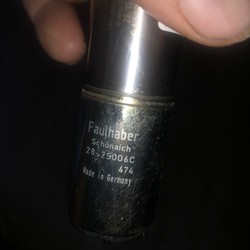 Faulhaber
Schönaich
2842S006C
474
Made in Germany